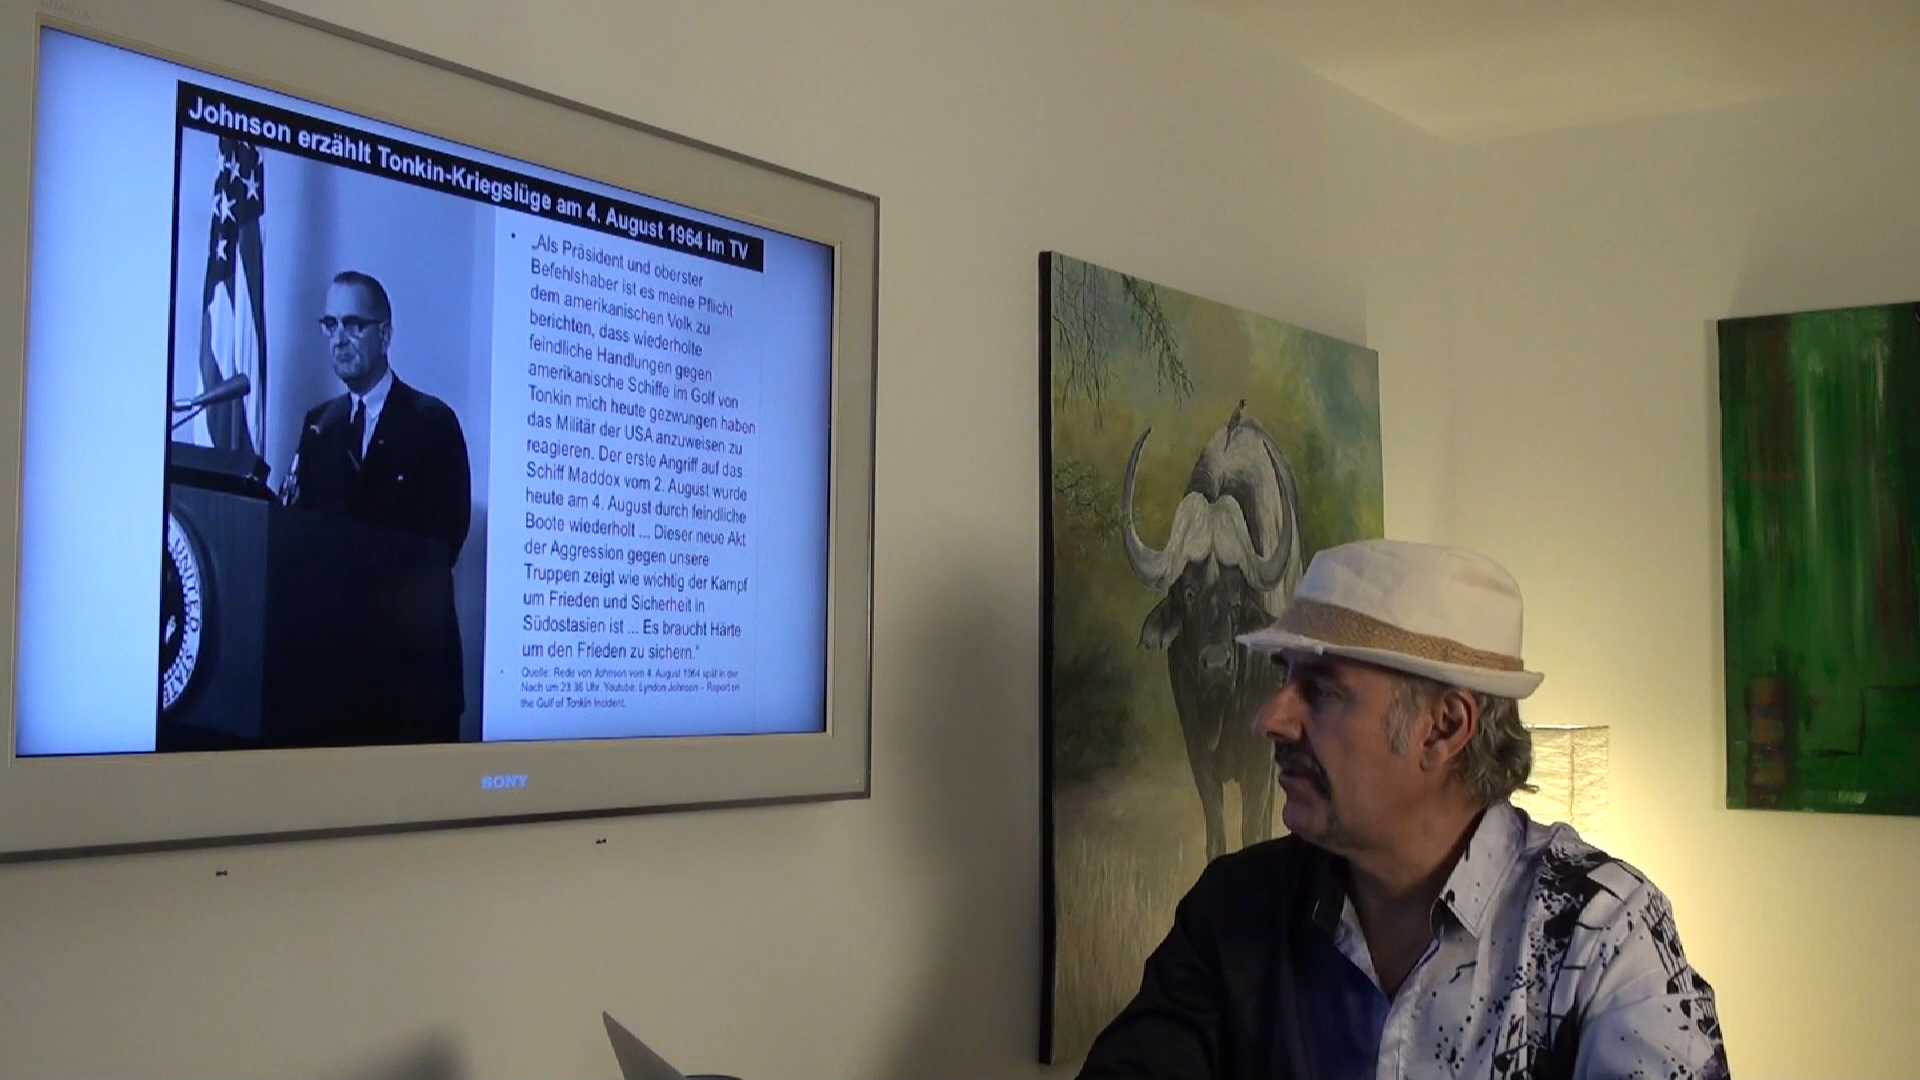 BRAVIA
Johnson erzählt Tonkin-Kriegslüge am 4. August 1964 im TV
• „Als Präsident und oberster
Befehlshaber ist es meine Pflicht
dem amerikanischen Volk zu
berichten, dass wiederholte
feindliche Handlungen gegen
amerikanische Schiffe im Golf von
Tonkin mich heute gezwungen haben
das Militär der USA anzuweisen zu
reagieren. Der erste Angriff auf das
Schiff Maddox vom 2. August wurde
heute am 4. August durch feindliche
Boote wiederholt ... Dieser neue Akt
der Aggression gegen unsere
Truppen zeigt wie wichtig der Kampf
um Frieden und Sicherheit in
Südostasien ist ... Es braucht Härte
um den Frieden zu sichern."
• Quelle: Rede von Johnson vom 4. August 1964 spät in der
Nach um 23.36 Uhr. Youtube: Lyndon Johnson – Report on
the Gulf of Tonkin Incident.
UNITED
STATES
SONY